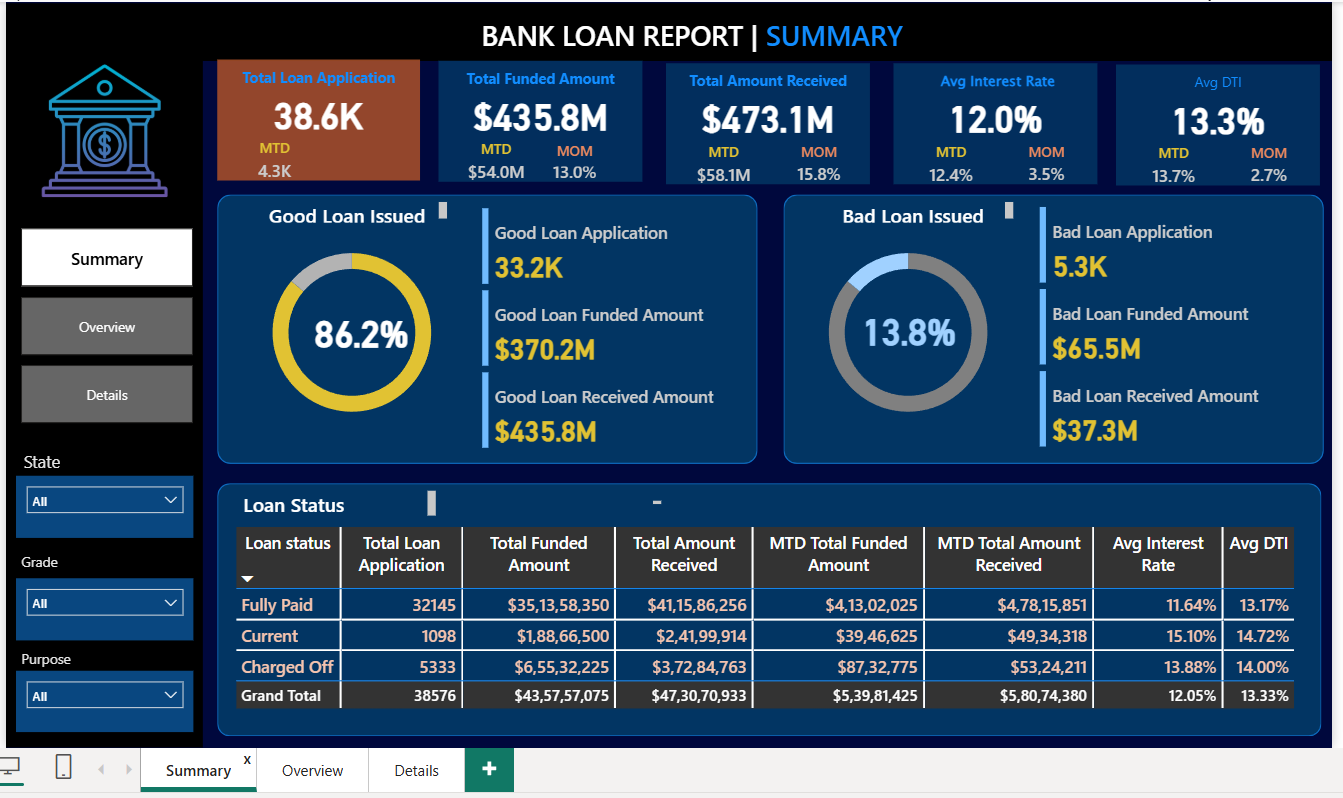 BANK LOAN REPORT | SUMMARY
Total Loan Application
38.6K
MTD
4.3K
Total Funded Amount
$435.8M
MTD MOM
$54.0M 13.0%
Total Amount Received
$473.1M
MTD MOM
$58.1M 15.8%
Avg Interest Rate
12.0%
MTD MOM
12.4% 3.5%
Avg DTI
13.3%
MTD MOM
13.7% 2.7%
$
Summary
Overview
Details
State
All
Grade
All
Purpose
All
Good Loan Issued
86.2%
Good Loan Application
33.2K
Good Loan Funded Amount
$370.2M
Good Loan Received Amount
$435.8M
Bad Loan Issued
13.8%
Bad Loan Application
5.3K
Bad Loan Funded Amount
$65.5M
Bad Loan Received Amount
$37.3M
Loan Status
Loan status Total Loan Application Total Funded Amount Total Amount Received MTD Total Funded Amount MTD Total Amount Received Avg Interest Rate Avg DTI
Fully Paid 32145 $35,13,58,350 $41,15,86,256 $4,13,02,025 $4,78,15,851 11.64% 13.17%
Current 1098 $1,88,66,500 $2,41,99,914 $39,46,625 $49,34,318 15.10% 14.72%
Charged Off 5333 $6,55,32,225 $3,72,84,763 $87,32,775 $53,24,211 13.88% 14.00%
Grand Total 38576 $43,57,57,075 $47,30,70,933 $5,39,81,425 $5,80,74,380 12.05% 13.33%
Summary x Overview Details +